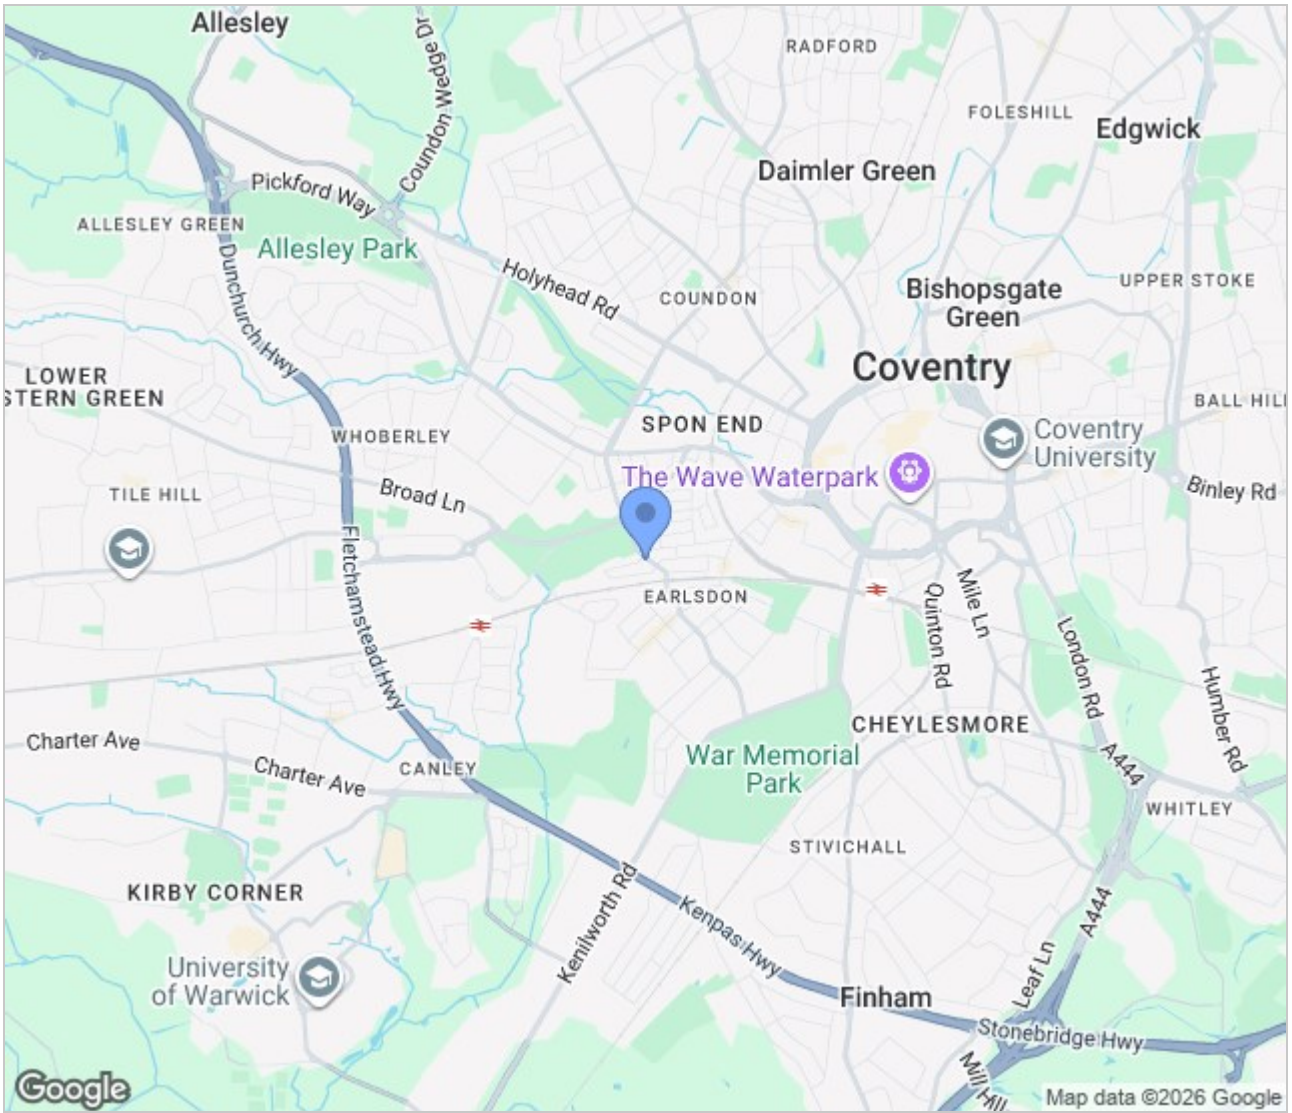 Allesley
Coundon Wedge Dr
RADFORD
FOLESHILL
Edgwick
Daimler Green
Pickford Way
ALLESLEY GREEN
Allesley Park
Dunchurch Hwy
Holyhead Rd
COUNDON
Bishopsgate
Green
UPPER STOKE
Coventry
LOWER
STERN GREEN
BALL HILL
SPON END
WHOBERLEY
Coventry
University
The Wave Waterpark
TILE HILL
Broad Ln
Binley Rd
Fletchamstead Hwy
EARLSDON
Mile Ln
Quinton Rd
London Rd
Humber Rd
CHEYLESMORE
Charter Ave
War Memorial
Park
Charter Ave
CANLEY
A444
WHITLEY
STIVICHALL
KIRBY CORNER
Kenilworth Rd
Kenpas Hwy
A444
University
of Warwick
Leaf Ln
Finham
Stonebridge Hwy
Mill Hill
Google
Map data ©2026 Google